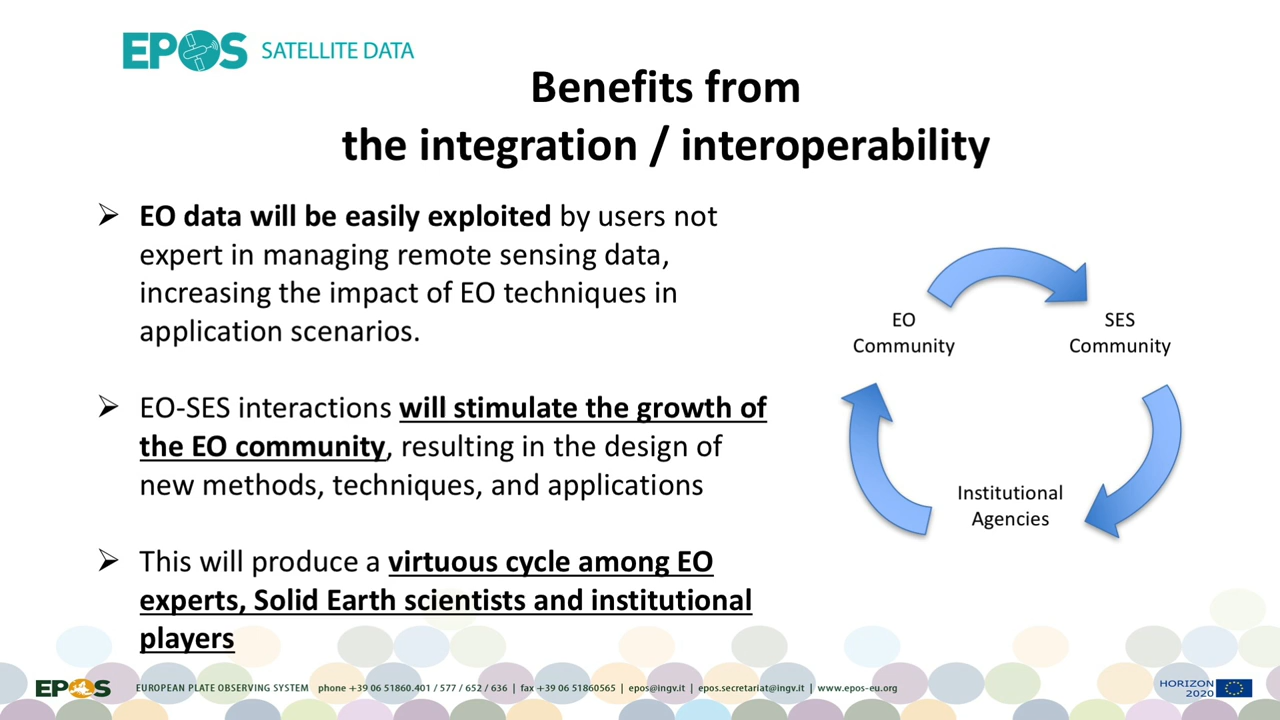 EPOS SATELLITE DATA
Benefits from
the integration / interoperability
➢ EO data will be easily exploited by users not
expert in managing remote sensing data,
increasing the impact of EO techniques in
application scenarios.
➢ EO-SES interactions will stimulate the growth of
the EO community, resulting in the design of
new methods, techniques, and applications
➢ This will produce a virtuous cycle among EO
experts, Solid Earth scientists and institutional
players
EO
Community
SES
Community
Institutional
Agencies
EPOS EUROPEAN PLATE OBSERVING SYSTEM phone +39 06 51860.401 / 577 / 652 / 636 | fax +39 06 51860565 | epos@ingv.it | epos.secretariat@ingv.it | www.epos-eu.org
HORIZON
2020